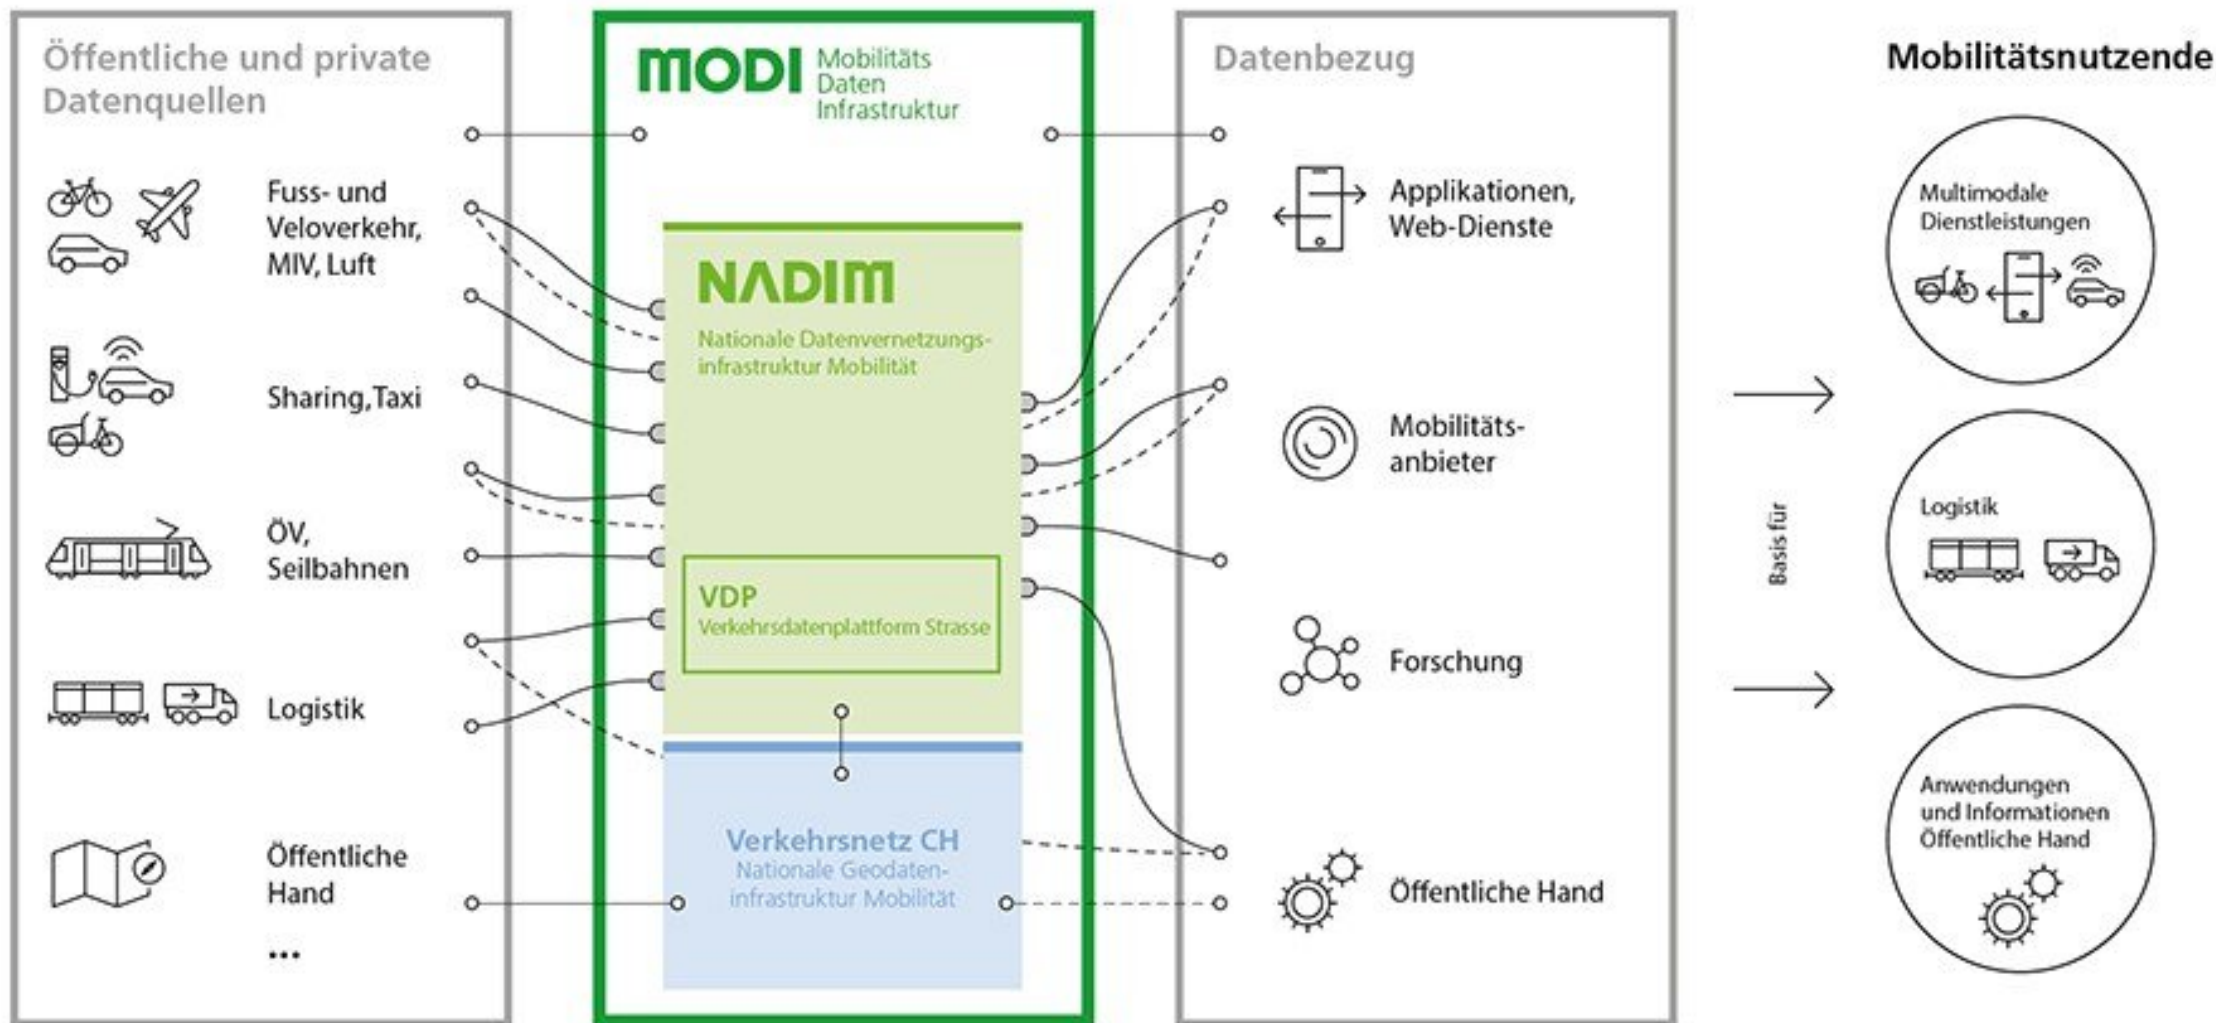 Öffentliche und private
Datenquellen
Fuss- und
Veloverkehr,
MIV, Luft
Sharing,Taxi
ÖV,
Seilbahnen
Logistik
Öffentliche
Hand
...
MODI
Mobilitäts
Daten
Infrastruktur
NADIM
Nationale Datenvernetzungs-
infrastruktur Mobilität
VDP
Verkehrsdatenplattform Strasse
Verkehrsnetz CH
Nationale Geodaten-
infrastruktur Mobilität
Datenbezug
Applikationen,
Web-Dienste
Mobilitäts-
anbieter
Forschung
Öffentliche Hand
Basis für
Mobilitätsnutzende
Multimodale
Dienstleistungen
Logistik
Anwendungen
und Informationen
Öffentliche Hand